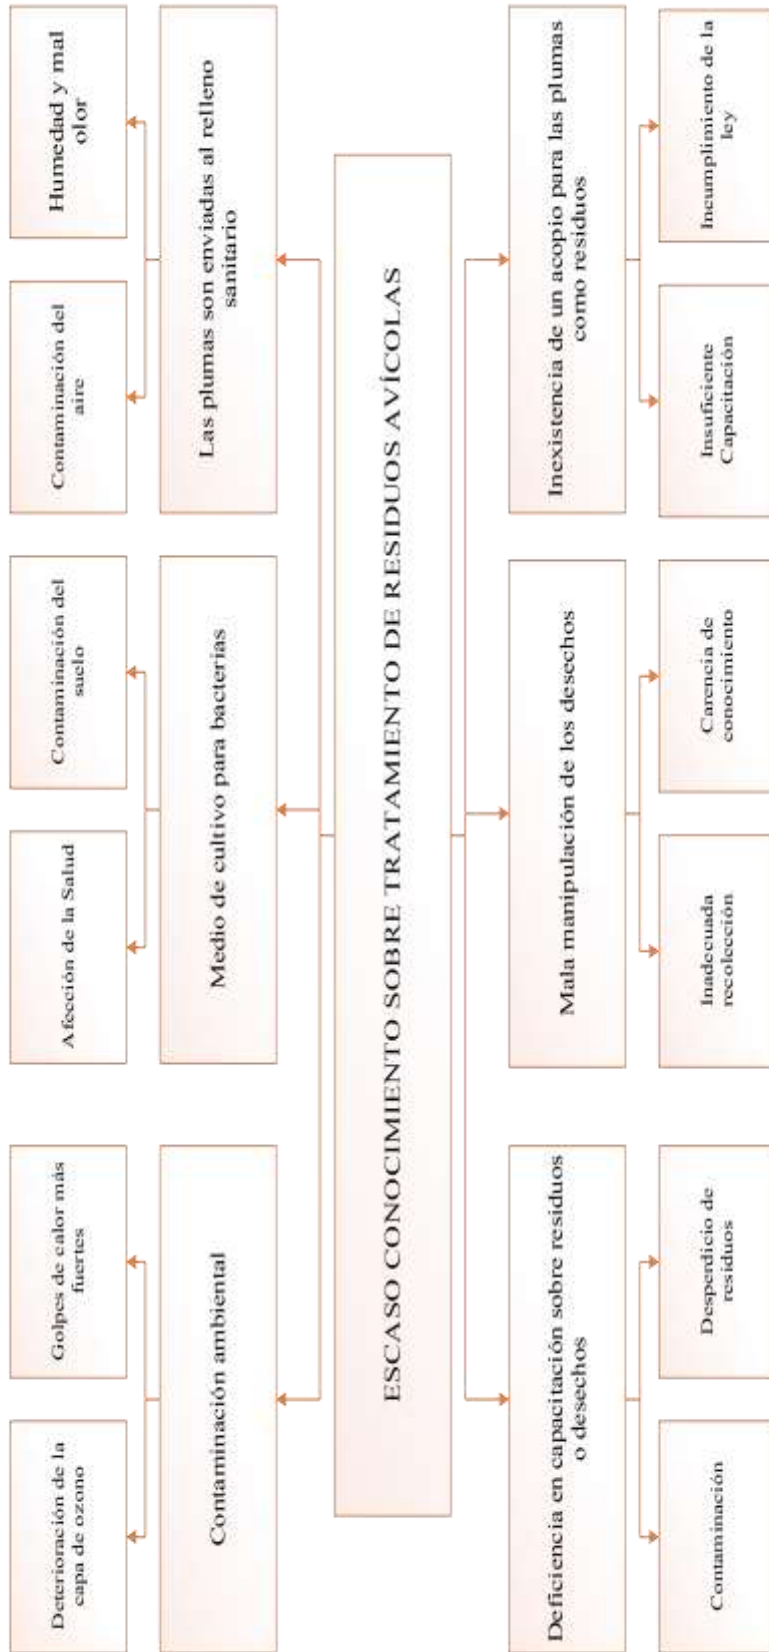 Deterioración de la
capa de ozono
Golpes de calor más
fuertes
Afección de la Salud
Contaminación del
suelo
Contaminación del
aire
Humedad y mal
olor
Contaminación ambiental
Medio de cultivo para bacterias
Las plumas son enviadas al relleno
sanitario
ESCASO CONOCIMIENTO SOBRE TRATAMIENTO DE RESIDUOS AVÍCOLAS
Deficiencia en capacitación sobre residuos
o desechos
Mala manipulación de los desechos
Inexistencia de un acopio para las plumas
como residuos
Contaminación
Desperdicio de
residuos
Inadecuada
recolección
Carencia de
conocimiento
Insuficiente
Capacitación
Incumplimiento de la
ley